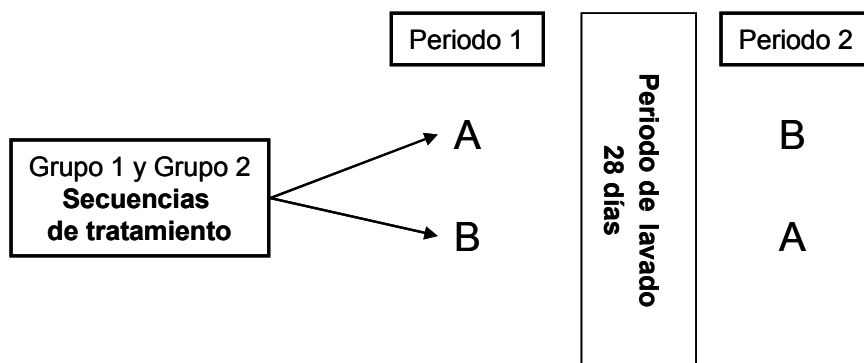 Periodo 1
Periodo 2
Periodo de lavado
28 días
Grupo 1 y Grupo 2
Secuencias
de tratamiento
A
B
B
A